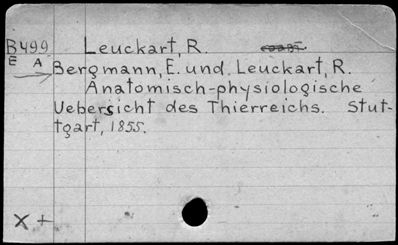 B499 Leuckart, R.
E A Bergmann, E. und Leuckart, R.
Anatomisch-physiologische
Uebersicht des Thierreichs. Stut-
tgart, 1855.
X +